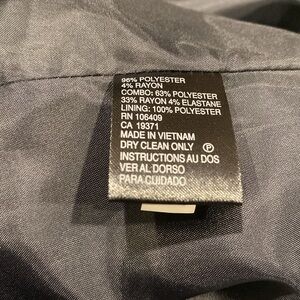 96% POLYESTER
4% RAYON
COMBO: 63% POLYESTER
33% RAYON 4% ELASTANE
LINING: 100% POLYESTER
RN 106409
CA 19371
MADE IN VIETNAM
DRY CLEAN ONLY Ⓟ
INSTRUCTIONS AU DOS
VER AL DORSO
PARA CUIDADO